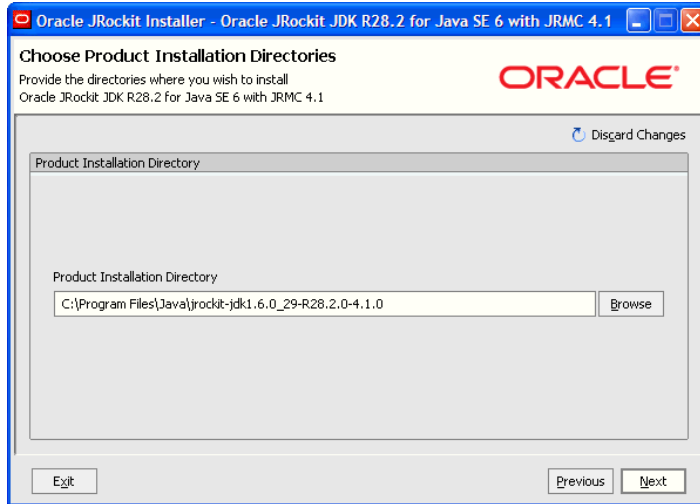 Oracle JRockit Installer - Oracle JRockit JDK R28.2 for Java SE 6 with JRMC 4.1
Choose Product Installation Directories
Provide the directories where you wish to install
Oracle JRockit JDK R28.2 for Java SE 6 with JRMC 4.1
ORACLE
Discard Changes
Product Installation Directory
Product Installation Directory
C:\Program Files\Java\jrockit-jdk1.6.0_29-R28.2.0-4.1.0
Browse
Exit
Previous
Next